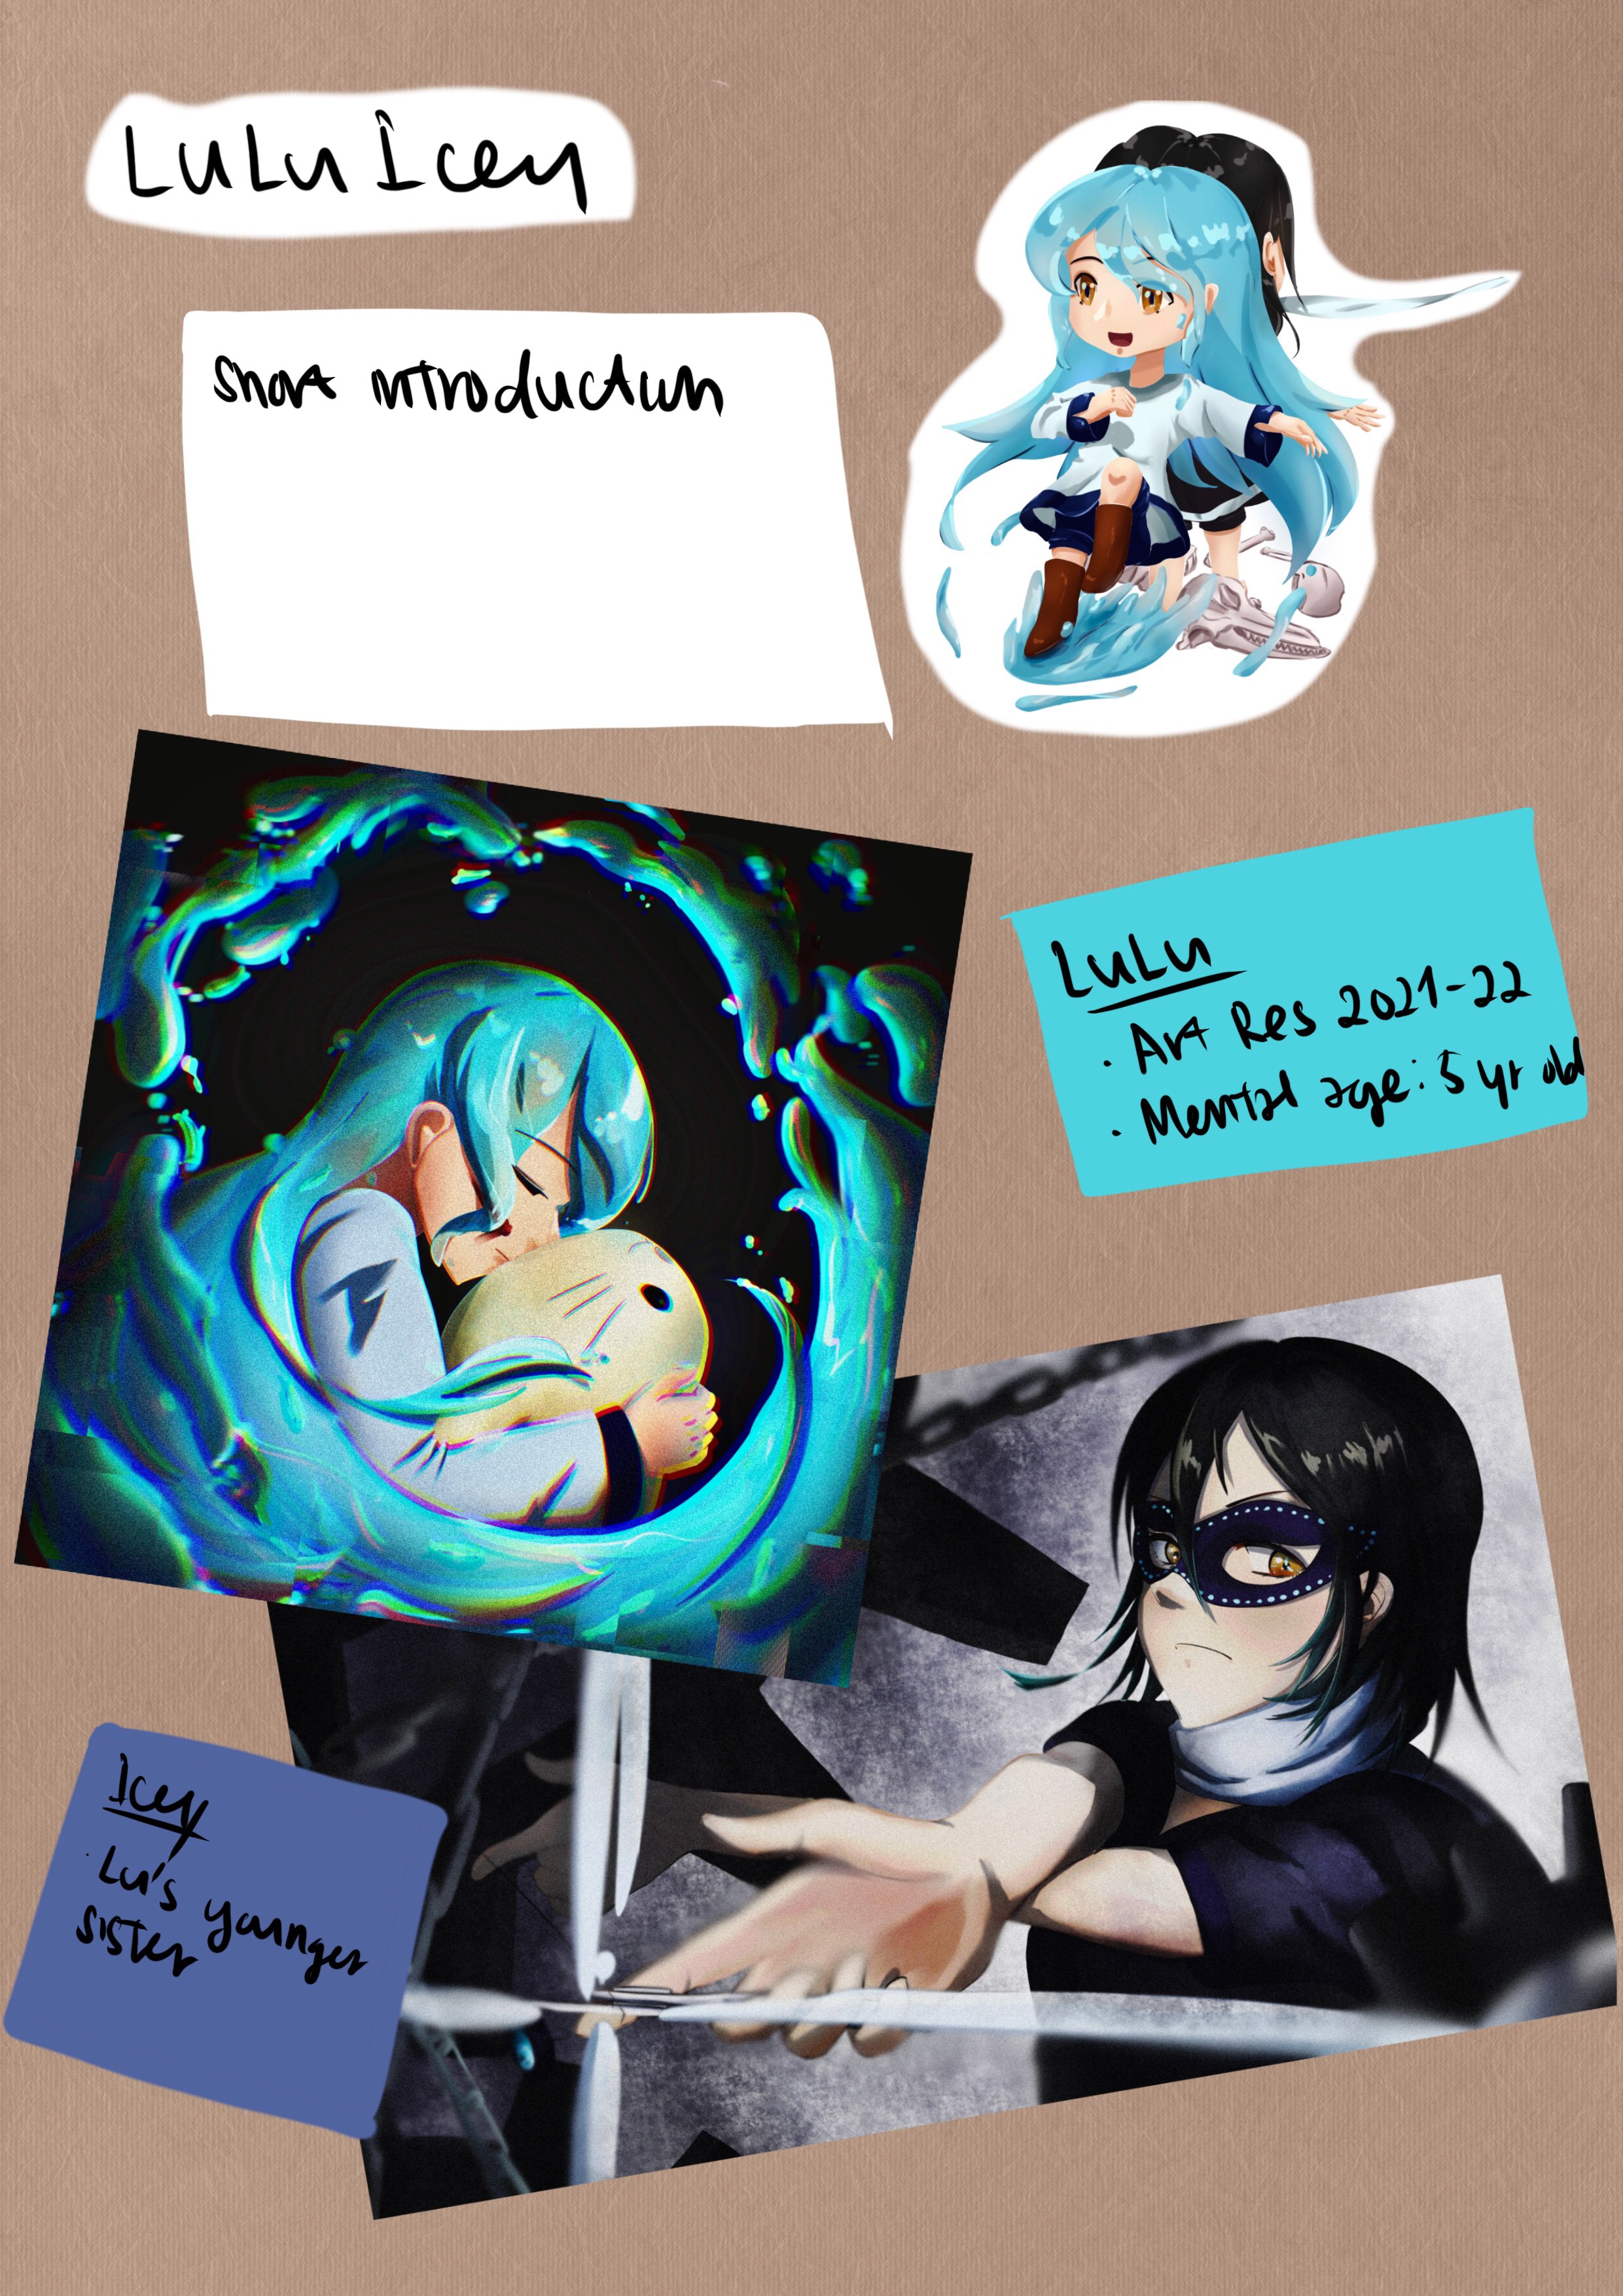 LuLu Icey
Short introduction
LuLu
· Art Res 2021-22
· Mental age: 5 yr old
Icey
· Lu's younger
sister